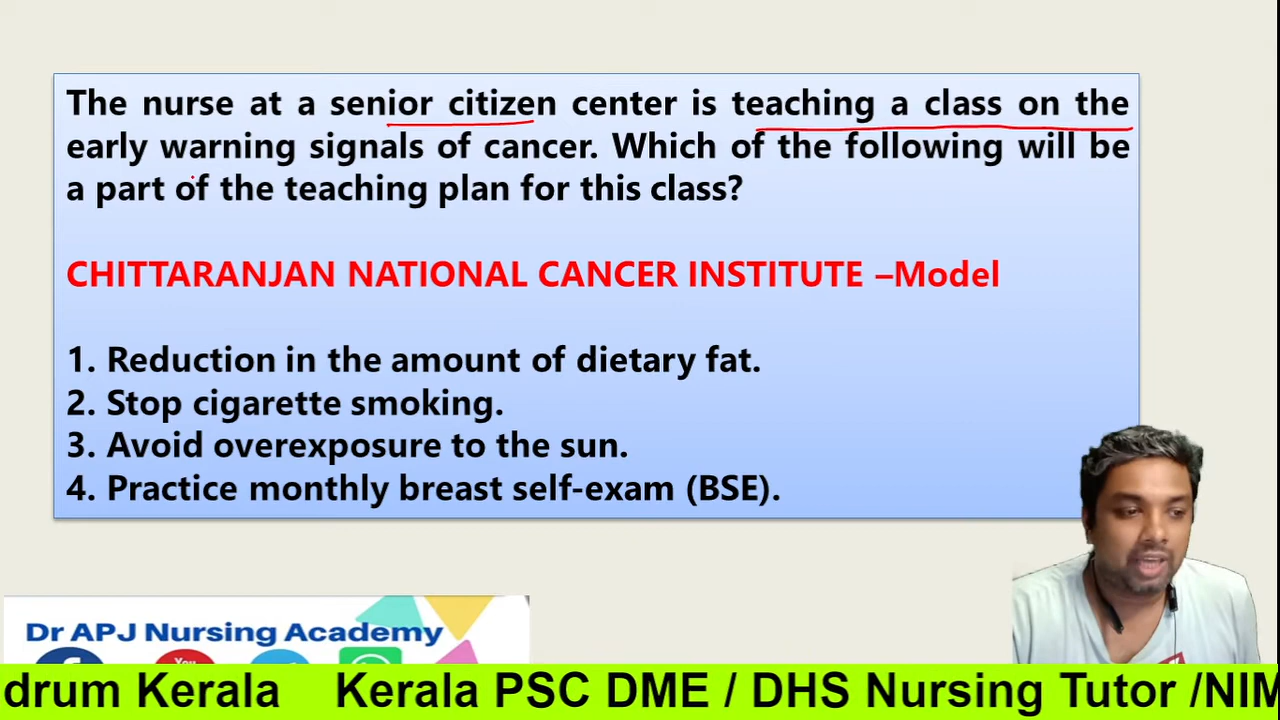 The nurse at a senior citizen center is teaching a class on the
early warning signals of cancer. Which of the following will be
a part of the teaching plan for this class?
CHITTARANJAN NATIONAL CANCER INSTITUTE –Model
1. Reduction in the amount of dietary fat.
2. Stop cigarette smoking.
3. Avoid overexposure to the sun.
4. Practice monthly breast self-exam (BSE).
Dr APJ Nursing Academy
You
drum Kerala Kerala PSC DME / DHS Nursing Tutor /NIM